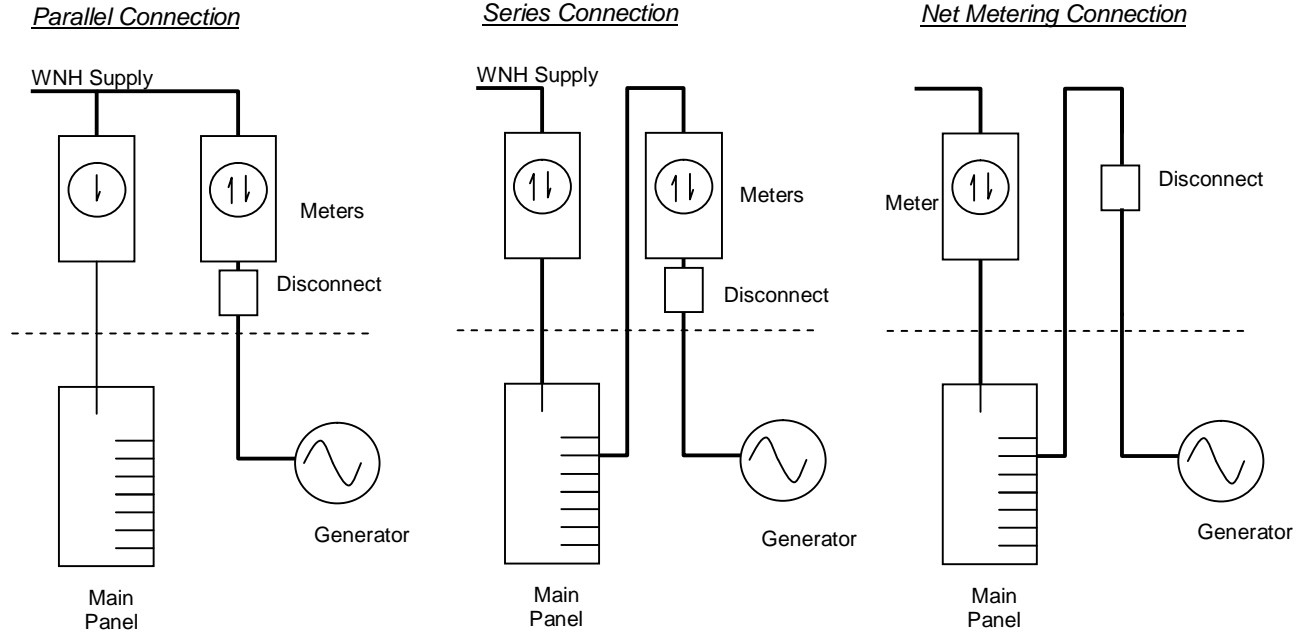 Parallel Connection
WNH Supply
Meters
Disconnect
Generator
Main
Panel
Series Connection
WNH Supply
Meters
Disconnect
Generator
Main
Panel
Net Metering Connection
Meter
Disconnect
Generator
Main
Panel